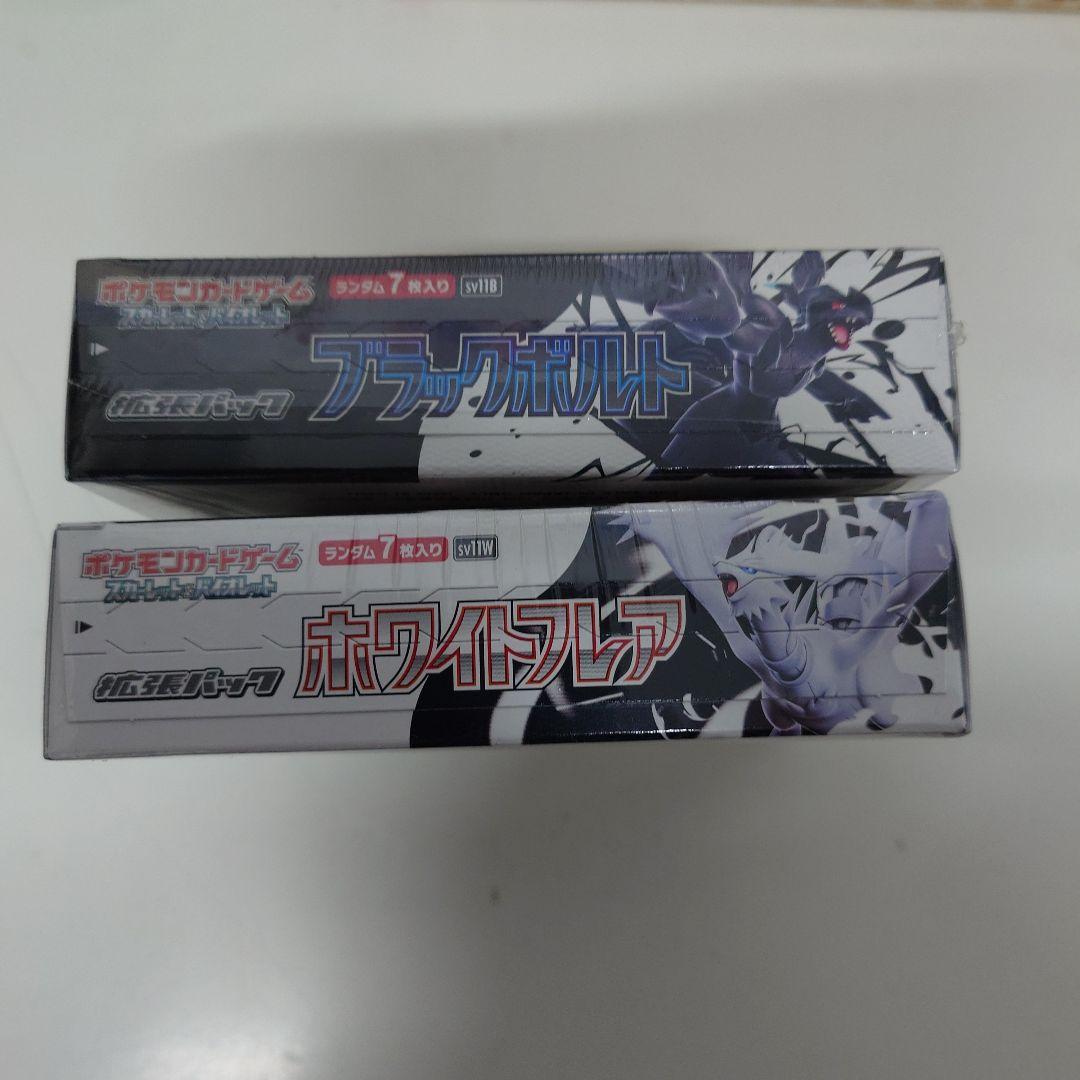 ポケモンカードゲーム
スカーレット&バイオレット
ランダム7枚入り
sv11B
拡張パック
ブラックボルト
ポケモンカードゲーム
スカーレット&バイオレット
ランダム7枚入り
sv11W
拡張パック
ホワイトフレア